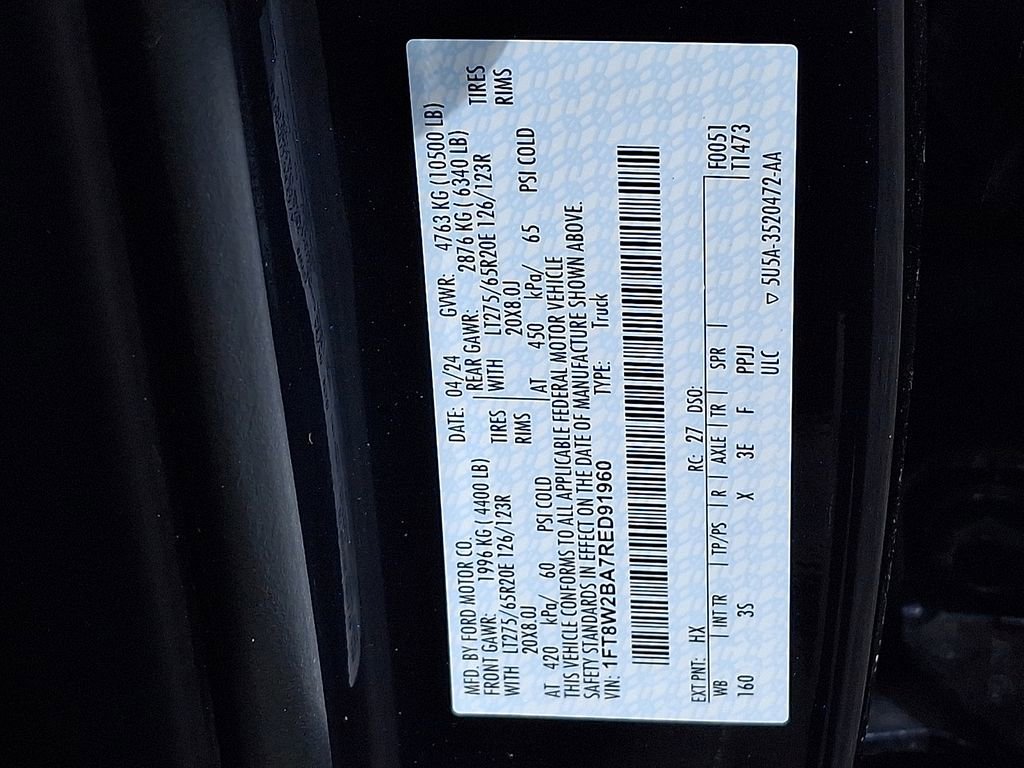 MFD. BY FORD MOTOR CO. DATE: 04/24 GVWR: 4763 KG (10500 LB)
FRONT GAWR: 1996 KG ( 4400 LB) REAR GAWR: 2876 KG ( 6340 LB)
WITH LT275/65R20E 126/123R TIRES WITH LT275/65R20E 126/123R TIRES
20X8.0J RIMS 20X8.0J RIMS
AT 420 kPa/ 60 PSI COLD AT 450 kPa/ 65 PSI COLD
THIS VEHICLE CONFORMS TO ALL APPLICABLE FEDERAL MOTOR VEHICLE
SAFETY STANDARDS IN EFFECT ON THE DATE OF MANUFACTURE SHOWN ABOVE.
VIN: 1FT8W2BA7RED91960 TYPE: Truck
EXT PNT: HX RC: 27 DSO: F0051
WB INT TR TP/PS R AXLE TR SPR T1473
160 3S X 3E F PPJJ
ULC ▽ 5U5A-3520472-AA